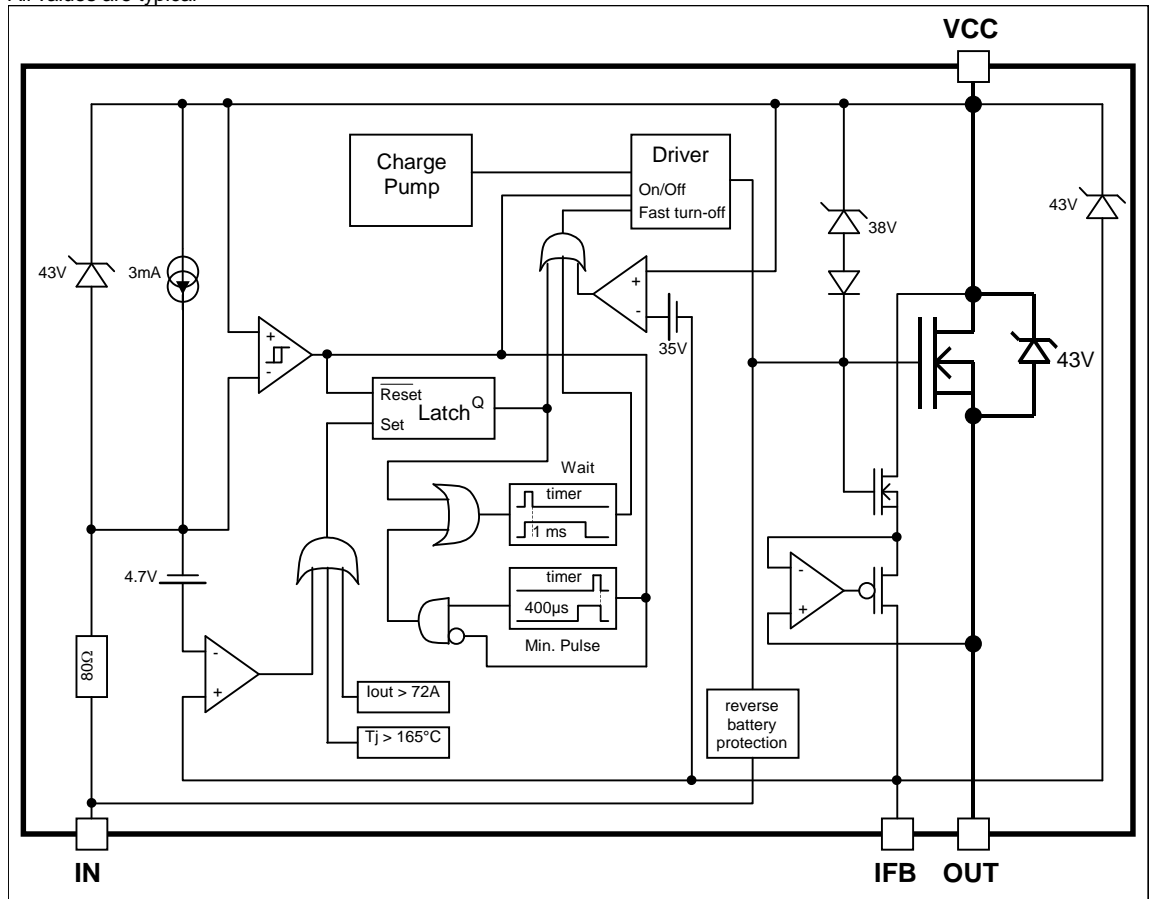 All values are typical
VCC
Charge
Pump
Driver
On/Off
Fast turn-off
43V
3mA
38V
43V
+
-
+
-
35V
43V
Reset
Latch
Q
Set
Wait
timer
1 ms
4.7V
timer
400µs
Min. Pulse
-
+
80Ω
-
+
Iout > 72A
Tj > 165°C
reverse
battery
protection
IN
IFB
OUT